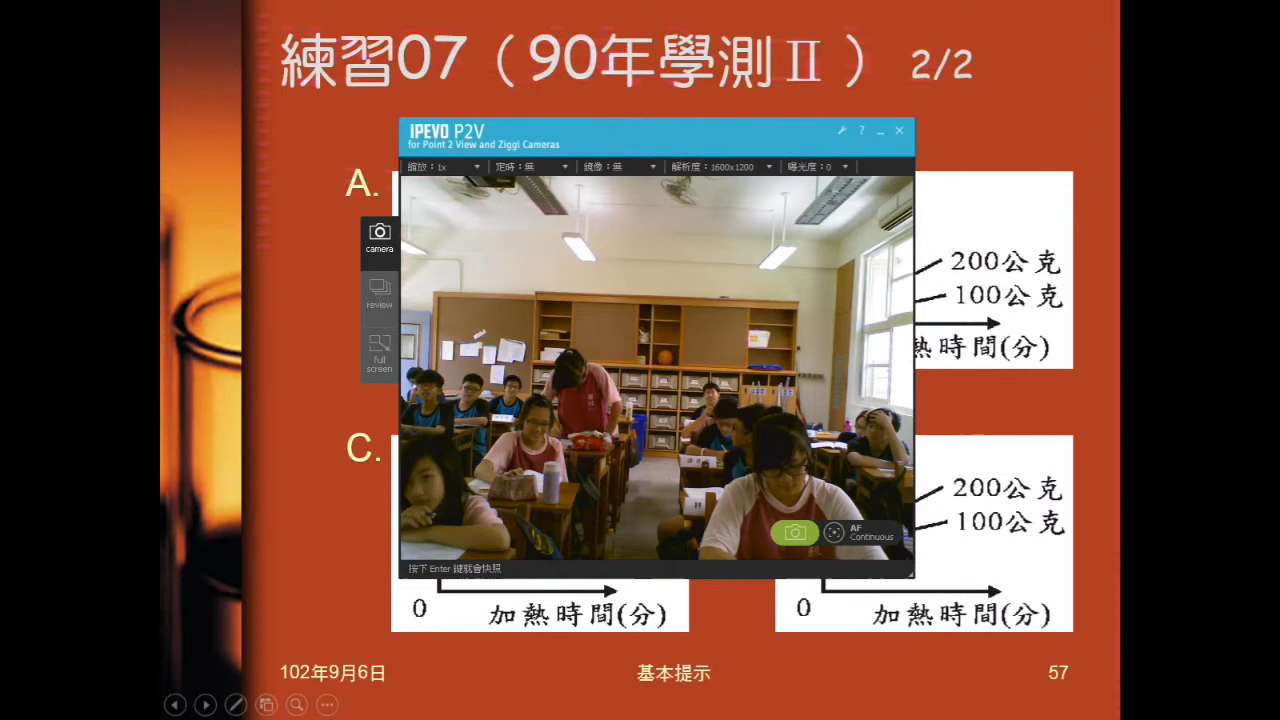 練習07（90年學測Ⅱ） 2/2
IPEVO P2V
for Point 2 View and Ziggi Cameras
縮放：1x 定時：無 鏡像：無 解析度：1600x1200 曝光度：0
A.
camera
review
full
screen
200公克
100公克
熱時間(分)
C.
200公克
100公克
AF
Continuous
按下 Enter 鍵就會快照
0 加熱時間(分)
0 加熱時間(分)
102年9月6日 基本提示 57